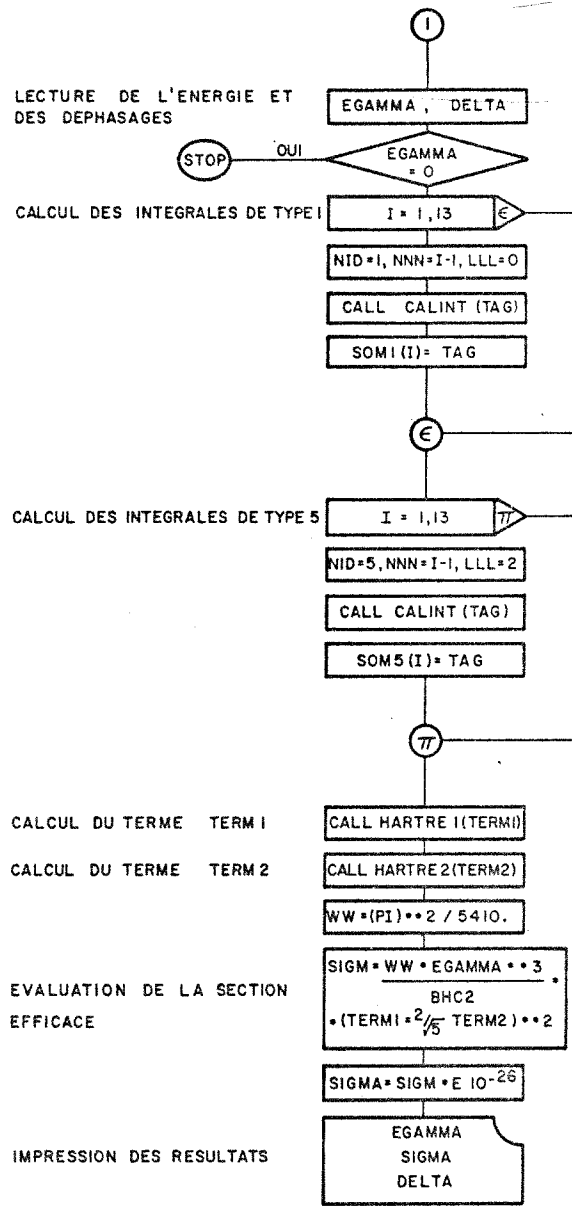 I
LECTURE DE L'ENERGIE ET
DES DEPHASAGES
EGAMMA, DELTA
STOP
OUI
EGAMMA
= 0
CALCUL DES INTEGRALES DE TYPE I
I = 1,13
ϵ
NID=1, NNN=I-1, LLL=0
CALL CALINT (TAG)
SOM1(I)= TAG
ϵ
CALCUL DES INTEGRALES DE TYPE 5
I = 1,13
π
NID=5, NNN=I-1, LLL=2
CALL CALINT (TAG)
SOM5(I)= TAG
π
CALCUL DU TERME TERM1
CALL HARTRE1(TERM1)
CALCUL DU TERME TERM2
CALL HARTRE2(TERM2)
WW=(PI)**2 / 5410.
EVALUATION DE LA SECTION
EFFICACE
SIGM= WW * EGAMMA ** 3 *
BHC2
*(TERM1 = 2/√5 TERM2)**2
SIGMA= SIGM * E 10-26
IMPRESSION DES RESULTATS
EGAMMA
SIGMA
DELTA